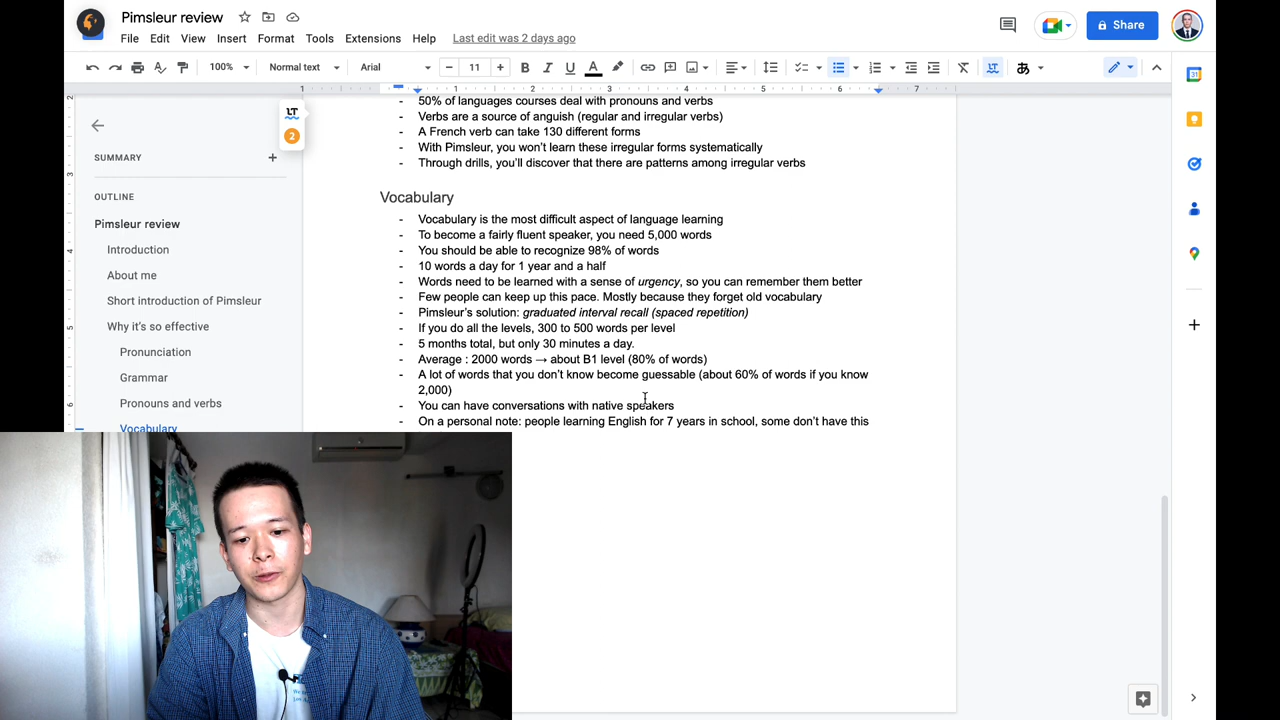 Pimsleur review
File Edit View Insert Format Tools Extensions Help Last edit was 2 days ago
Share
100% Normal text Arial 11
1 1 2 3 4 5 6 7
SUMMARY
OUTLINE
Pimsleur review
Introduction
About me
Short introduction of Pimsleur
Why it's so effective
Pronunciation
Grammar
Pronouns and verbs
Vocabulary
LT
2
- 50% of languages courses deal with pronouns and verbs
- Verbs are a source of anguish (regular and irregular verbs)
- A French verb can take 130 different forms
- With Pimsleur, you won't learn these irregular forms systematically
- Through drills, you'll discover that there are patterns among irregular verbs
Vocabulary
- Vocabulary is the most difficult aspect of language learning
- To become a fairly fluent speaker, you need 5,000 words
- You should be able to recognize 98% of words
- 10 words a day for 1 year and a half
- Words need to be learned with a sense of urgency, so you can remember them better
- Few people can keep up this pace. Mostly because they forget old vocabulary
- Pimsleur's solution: graduated interval recall (spaced repetition)
- If you do all the levels, 300 to 500 words per level
- 5 months total, but only 30 minutes a day.
- Average : 2000 words → about B1 level (80% of words)
- A lot of words that you don't know become guessable (about 60% of words if you know
2,000)
- You can have conversations with native speakers
- On a personal note: people learning English for 7 years in school, some don't have this